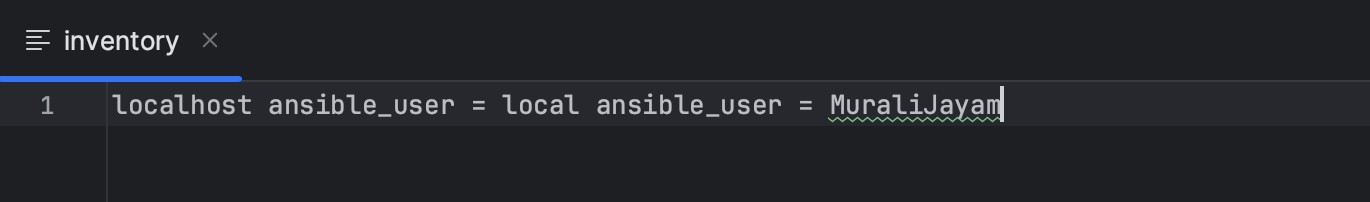 inventory
1 localhost ansible_user = local ansible_user = MuraliJayam